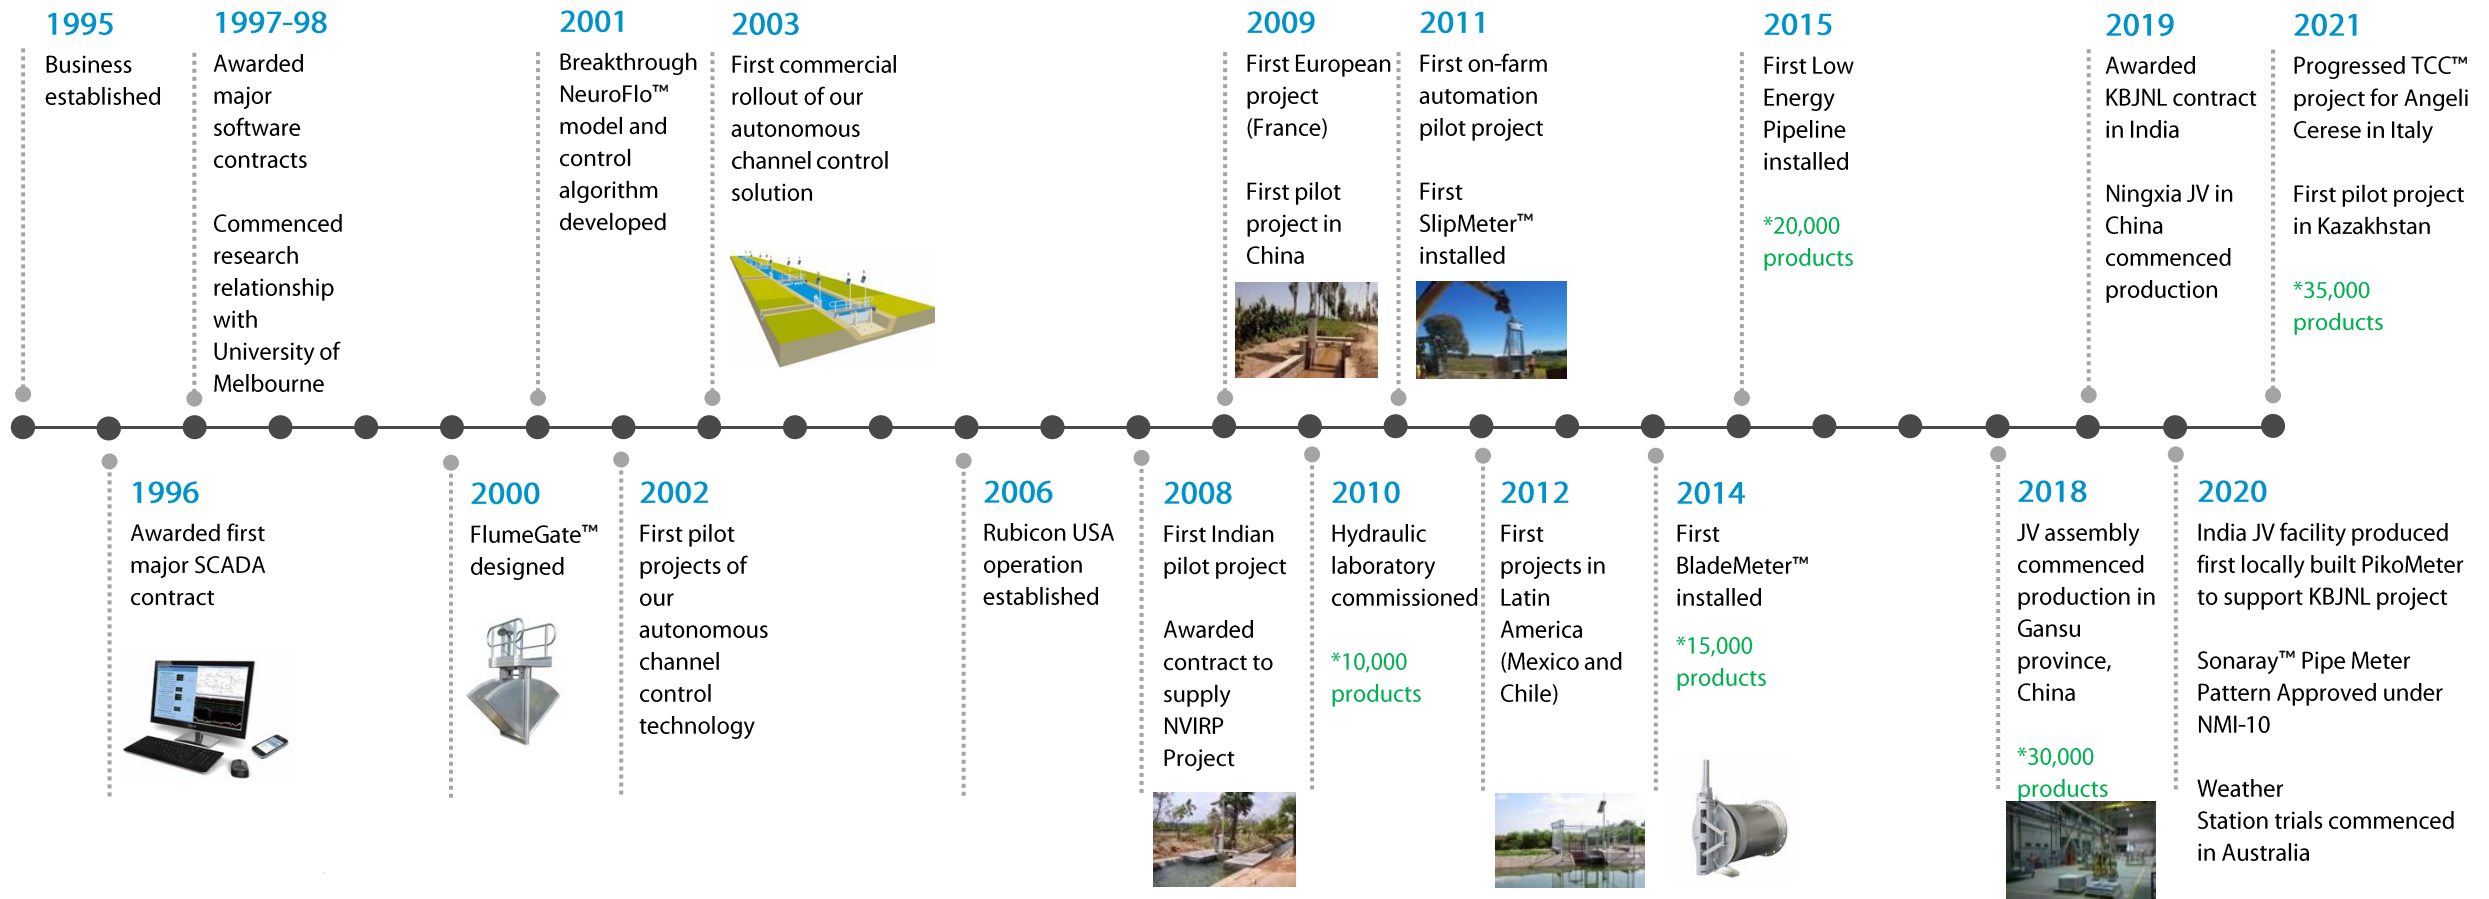 1995
Business
established
1997-98
Awarded
major
software
contracts
Commenced
research
relationship
with
University of
Melbourne
2001
Breakthrough
NeuroFlo™
model and
control
algorithm
developed
2003
First commercial
rollout of our
autonomous
channel control
solution
2009
First European
project
(France)
First pilot
project in
China
2011
First on-farm
automation
pilot project
First
SlipMeter™
installed
2015
First Low
Energy
Pipeline
installed
*20,000
products
2019
Awarded
KBJNL contract
in India
Ningxia JV in
China
commenced
production
2021
Progressed TCC™
project for Angeli
Cerese in Italy
First pilot project
in Kazakhstan
*35,000
products
1996
Awarded first
major SCADA
contract
2000
FlumeGate™
designed
2002
First pilot
projects of
our
autonomous
channel
control
technology
2006
Rubicon USA
operation
established
2008
First Indian
pilot project
Awarded
contract to
supply
NVIRP
Project
2010
Hydraulic
laboratory
commissioned
*10,000
products
2012
First
projects in
Latin
America
(Mexico and
Chile)
2014
First
BladeMeter™
installed
*15,000
products
2018
JV assembly
commenced
production in
Gansu
province,
China
*30,000
products
2020
India JV facility produced
first locally built PikoMeter
to support KBJNL project
Sonaray™ Pipe Meter
Pattern Approved under
NMI-10
Weather
Station trials commenced
in Australia